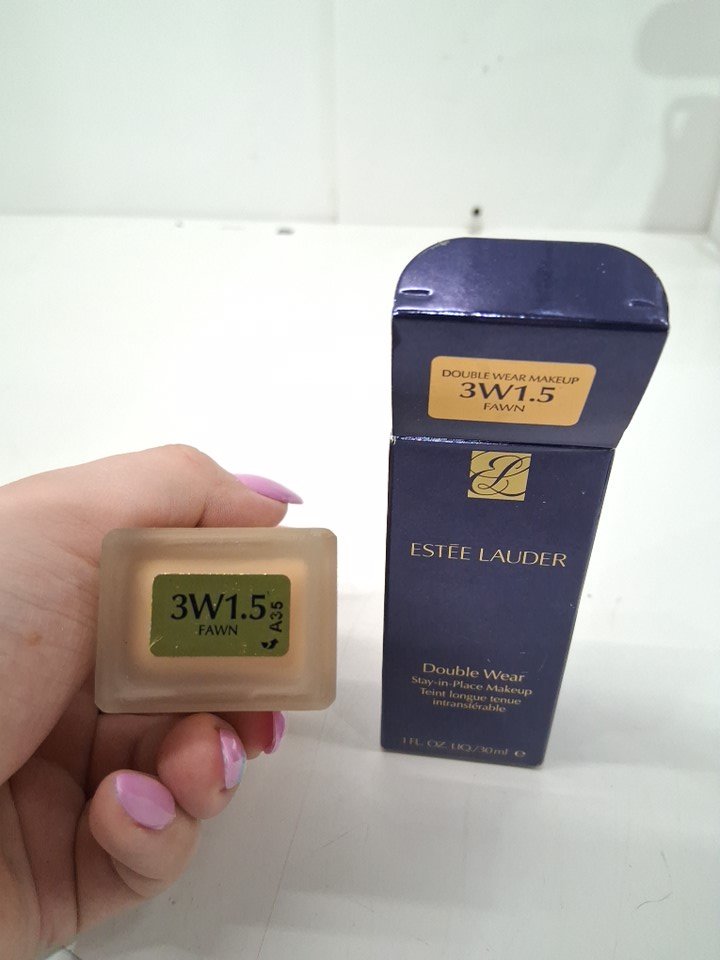 DOUBLE WEAR MAKEUP
3W1.5
FAWN
ESTĒE LAUDER
Double Wear
Stay-in-Place Makeup
Teint longue tenue
intransférable
1 FL. OZ. LIQ./30 ml ℮
3W1.5
FAWN
A35